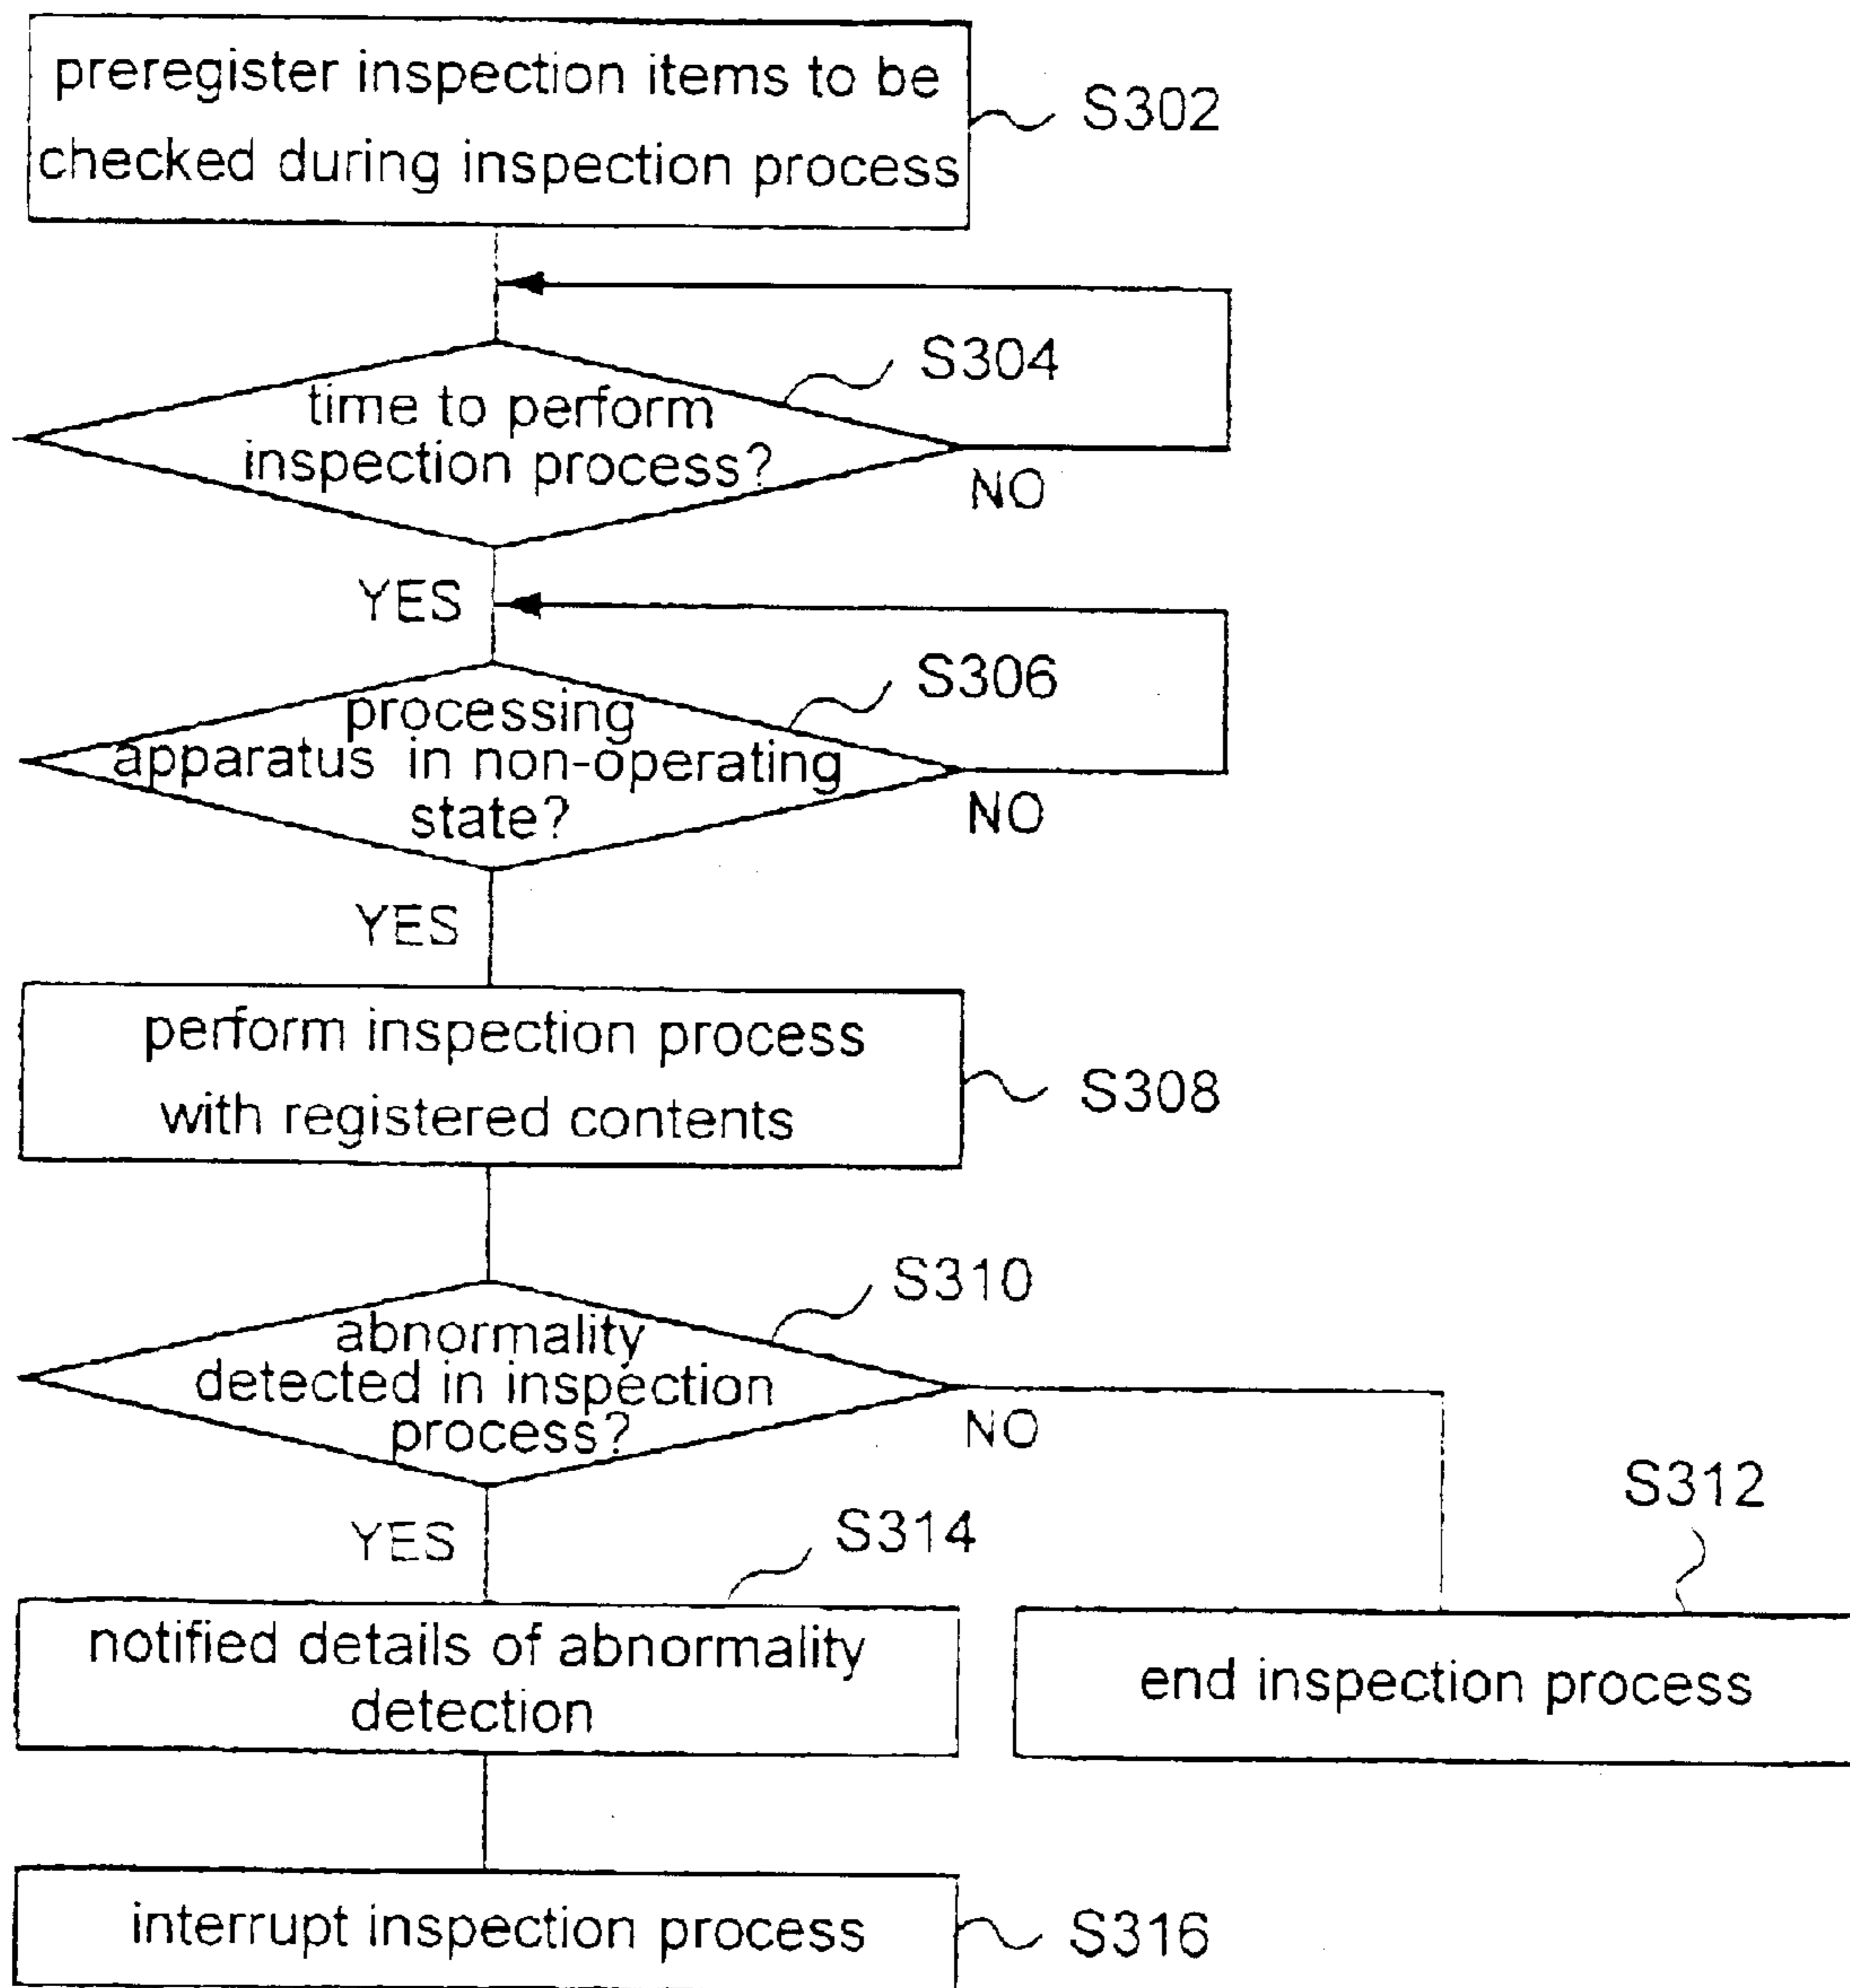 preregister inspection items to be
checked during inspection process
S302
S304
time to perform
inspection process?
NO
YES
S306
processing
apparatus in non-operating
state?
NO
YES
perform inspection process
with registered contents
S308
S310
abnormality
detected in inspection
process?
NO
S312
YES
S314
notified details of abnormality
detection
end inspection process
interrupt inspection process
S316